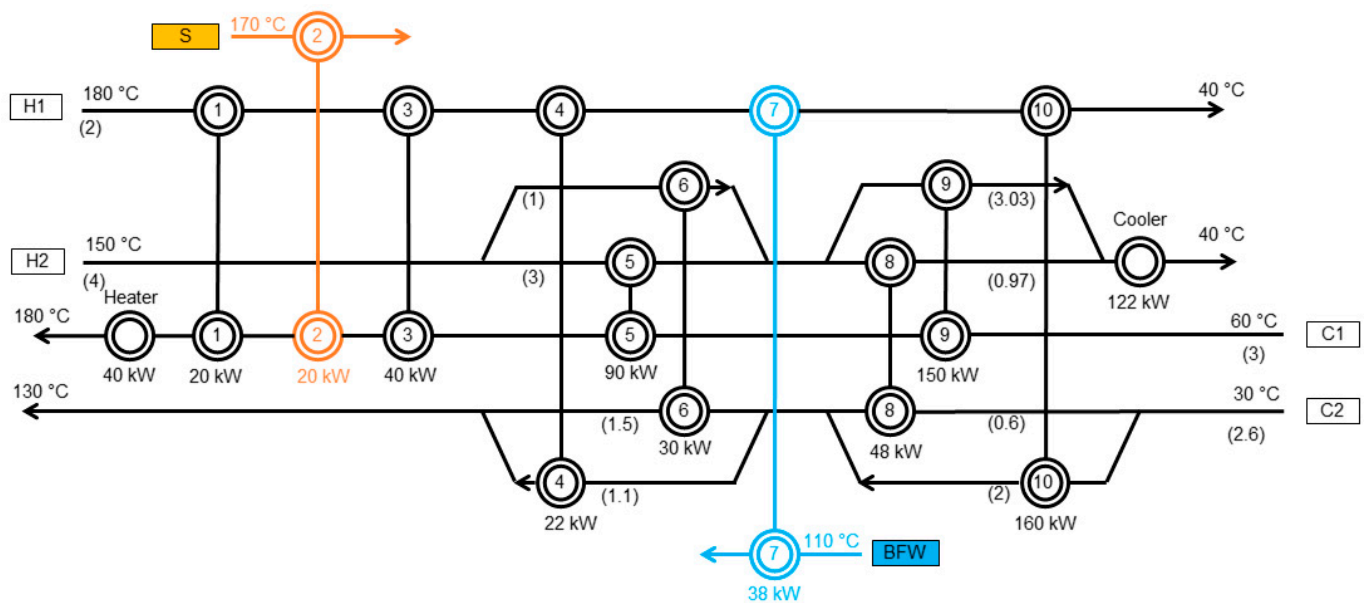 S 170 °C 2
H1 180 °C 1 3 4 7 10 40 °C
(2)
6 9
(1) (3.03)
Cooler
H2 150 °C 5 8 40 °C
(4) (3) (0.97)
Heater 122 kW
180 °C 1 2 3 5 9 60 °C C1
40 kW 20 kW 20 kW 40 kW 90 kW 150 kW (3)
130 °C 6 8 30 °C C2
(1.5) (0.6) (2.6)
30 kW 48 kW
4 (1.1) (2) 10
22 kW 160 kW
7 110 °C BFW
38 kW